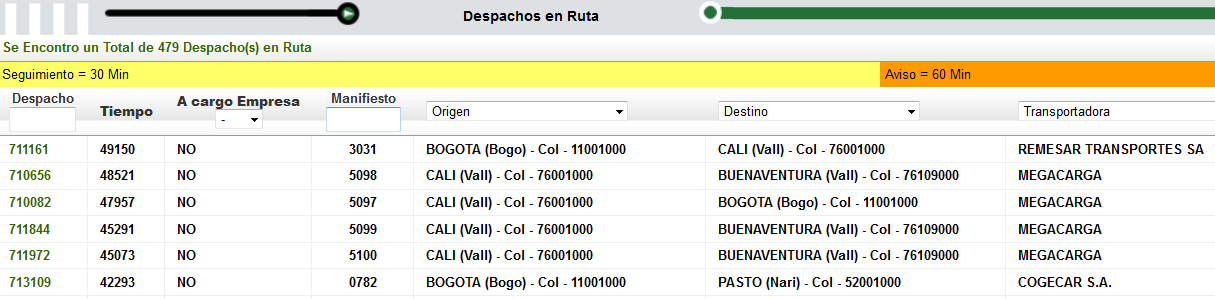 Despachos en Ruta
Se Encontro un Total de 479 Despacho(s) en Ruta
Seguimiento = 30 Min Aviso = 60 Min
Despacho Tiempo A cargo Empresa Manifiesto
- Origen Destino Transportadora
711161 49150 NO 3031 BOGOTA (Bogo) - Col - 11001000 CALI (Vall) - Col - 76001000 REMESAR TRANSPORTES SA
710656 48521 NO 5098 CALI (Vall) - Col - 76001000 BUENAVENTURA (Vall) - Col - 76109000 MEGACARGA
710082 47957 NO 5097 CALI (Vall) - Col - 76001000 BOGOTA (Bogo) - Col - 11001000 MEGACARGA
711844 45291 NO 5099 CALI (Vall) - Col - 76001000 BUENAVENTURA (Vall) - Col - 76109000 MEGACARGA
711972 45073 NO 5100 CALI (Vall) - Col - 76001000 BUENAVENTURA (Vall) - Col - 76109000 MEGACARGA
713109 42293 NO 0782 BOGOTA (Bogo) - Col - 11001000 PASTO (Nari) - Col - 52001000 COGECAR S.A.